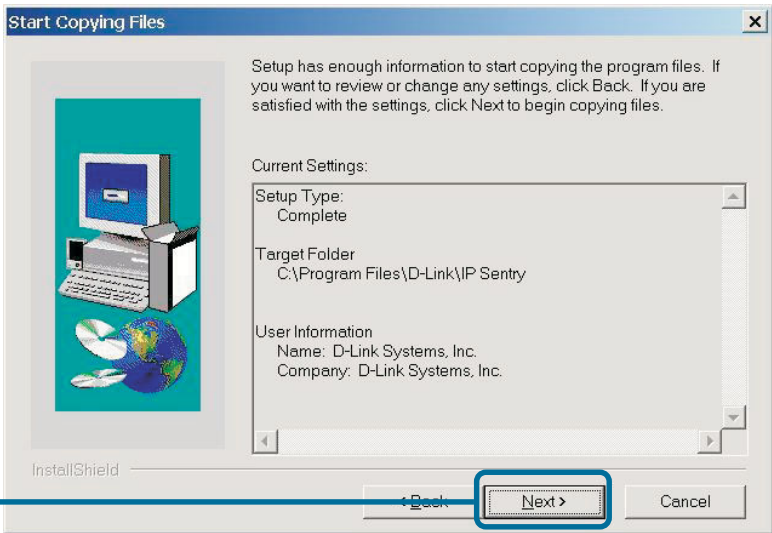 Start Copying Files
Setup has enough information to start copying the program files. If
you want to review or change any settings, click Back. If you are
satisfied with the settings, click Next to begin copying files.
Current Settings:
Setup Type:
Complete
Target Folder
C:\Program Files\D-Link\IP Sentry
User Information
Name: D-Link Systems, Inc.
Company: D-Link Systems, Inc.
InstallShield
< Back
Next >
Cancel